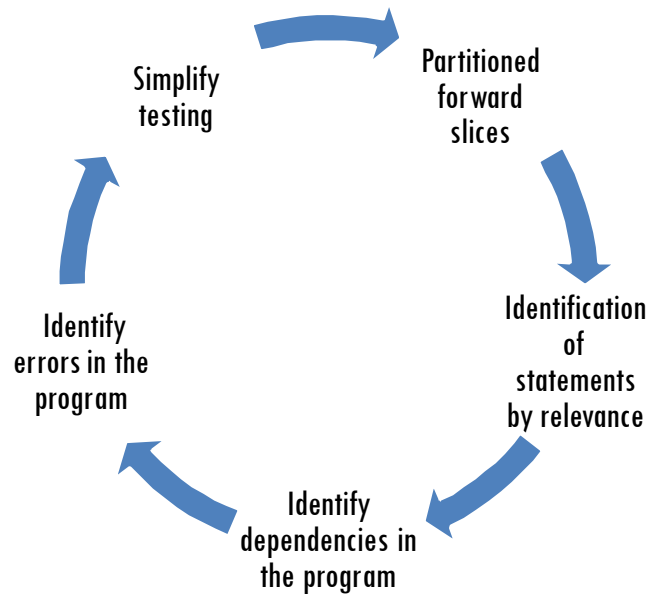 Simplify
testing
Partitioned
forward
slices
Identification
of
statements
by relevance
Identify
dependencies in
the program
Identify
errors in the
program